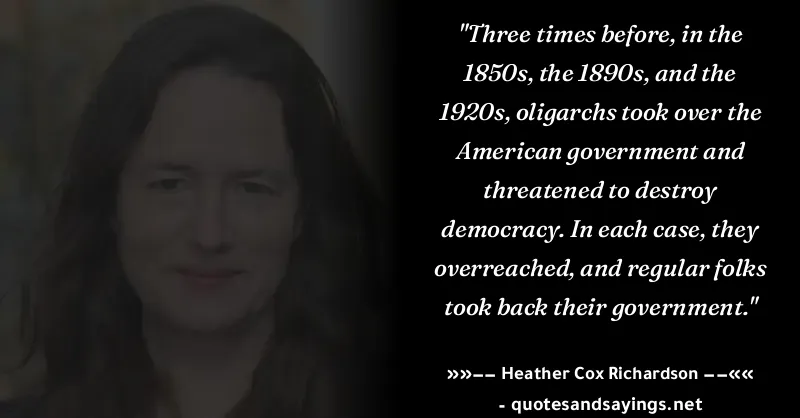 "Three times before, in the
1850s, the 1890s, and the
1920s, oligarchs took over the
American government and
threatened to destroy
democracy. In each case, they
overreached, and regular folks
took back their government."
»»–– Heather Cox Richardson ––««
- quotesandsayings.net